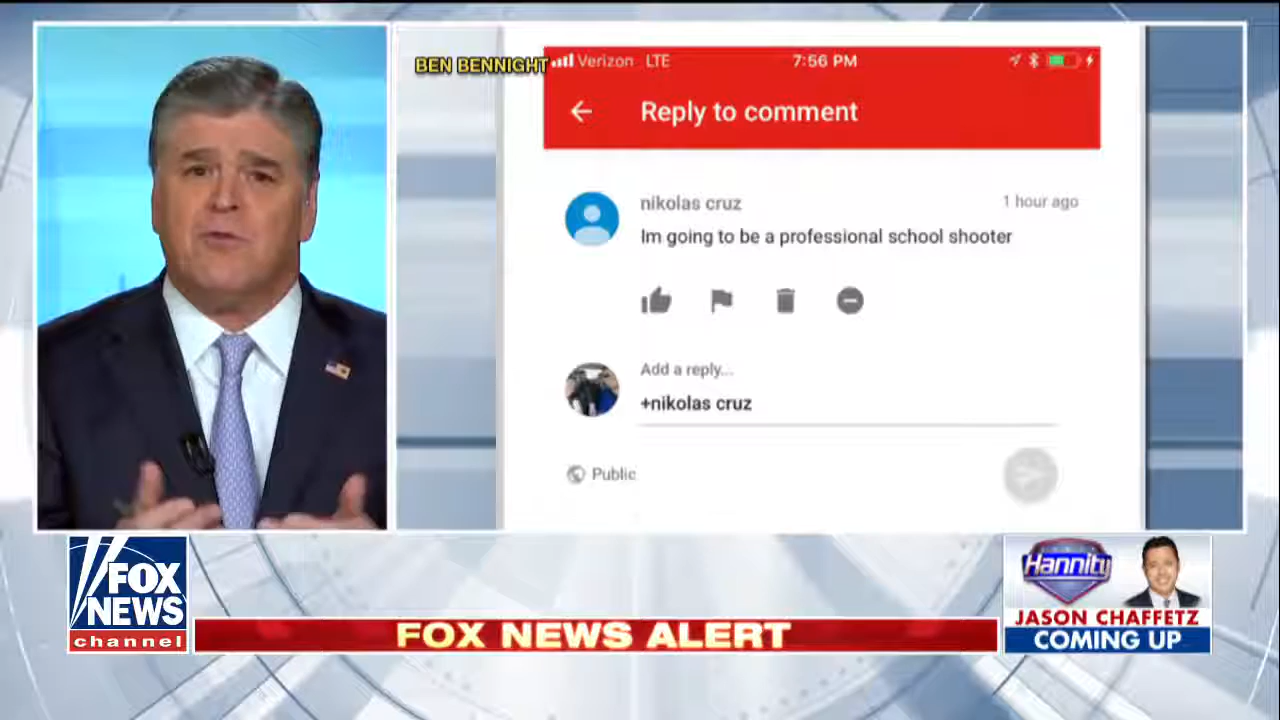 BEN BENNIGHT
Verizon LTE
7:56 PM
Reply to comment
nikolas cruz
1 hour ago
Im going to be a professional school shooter
Add a reply...
+nikolas cruz
Public
FOX
NEWS
channel
FOX NEWS ALERT
Hannity
JASON CHAFFETZ
COMING UP